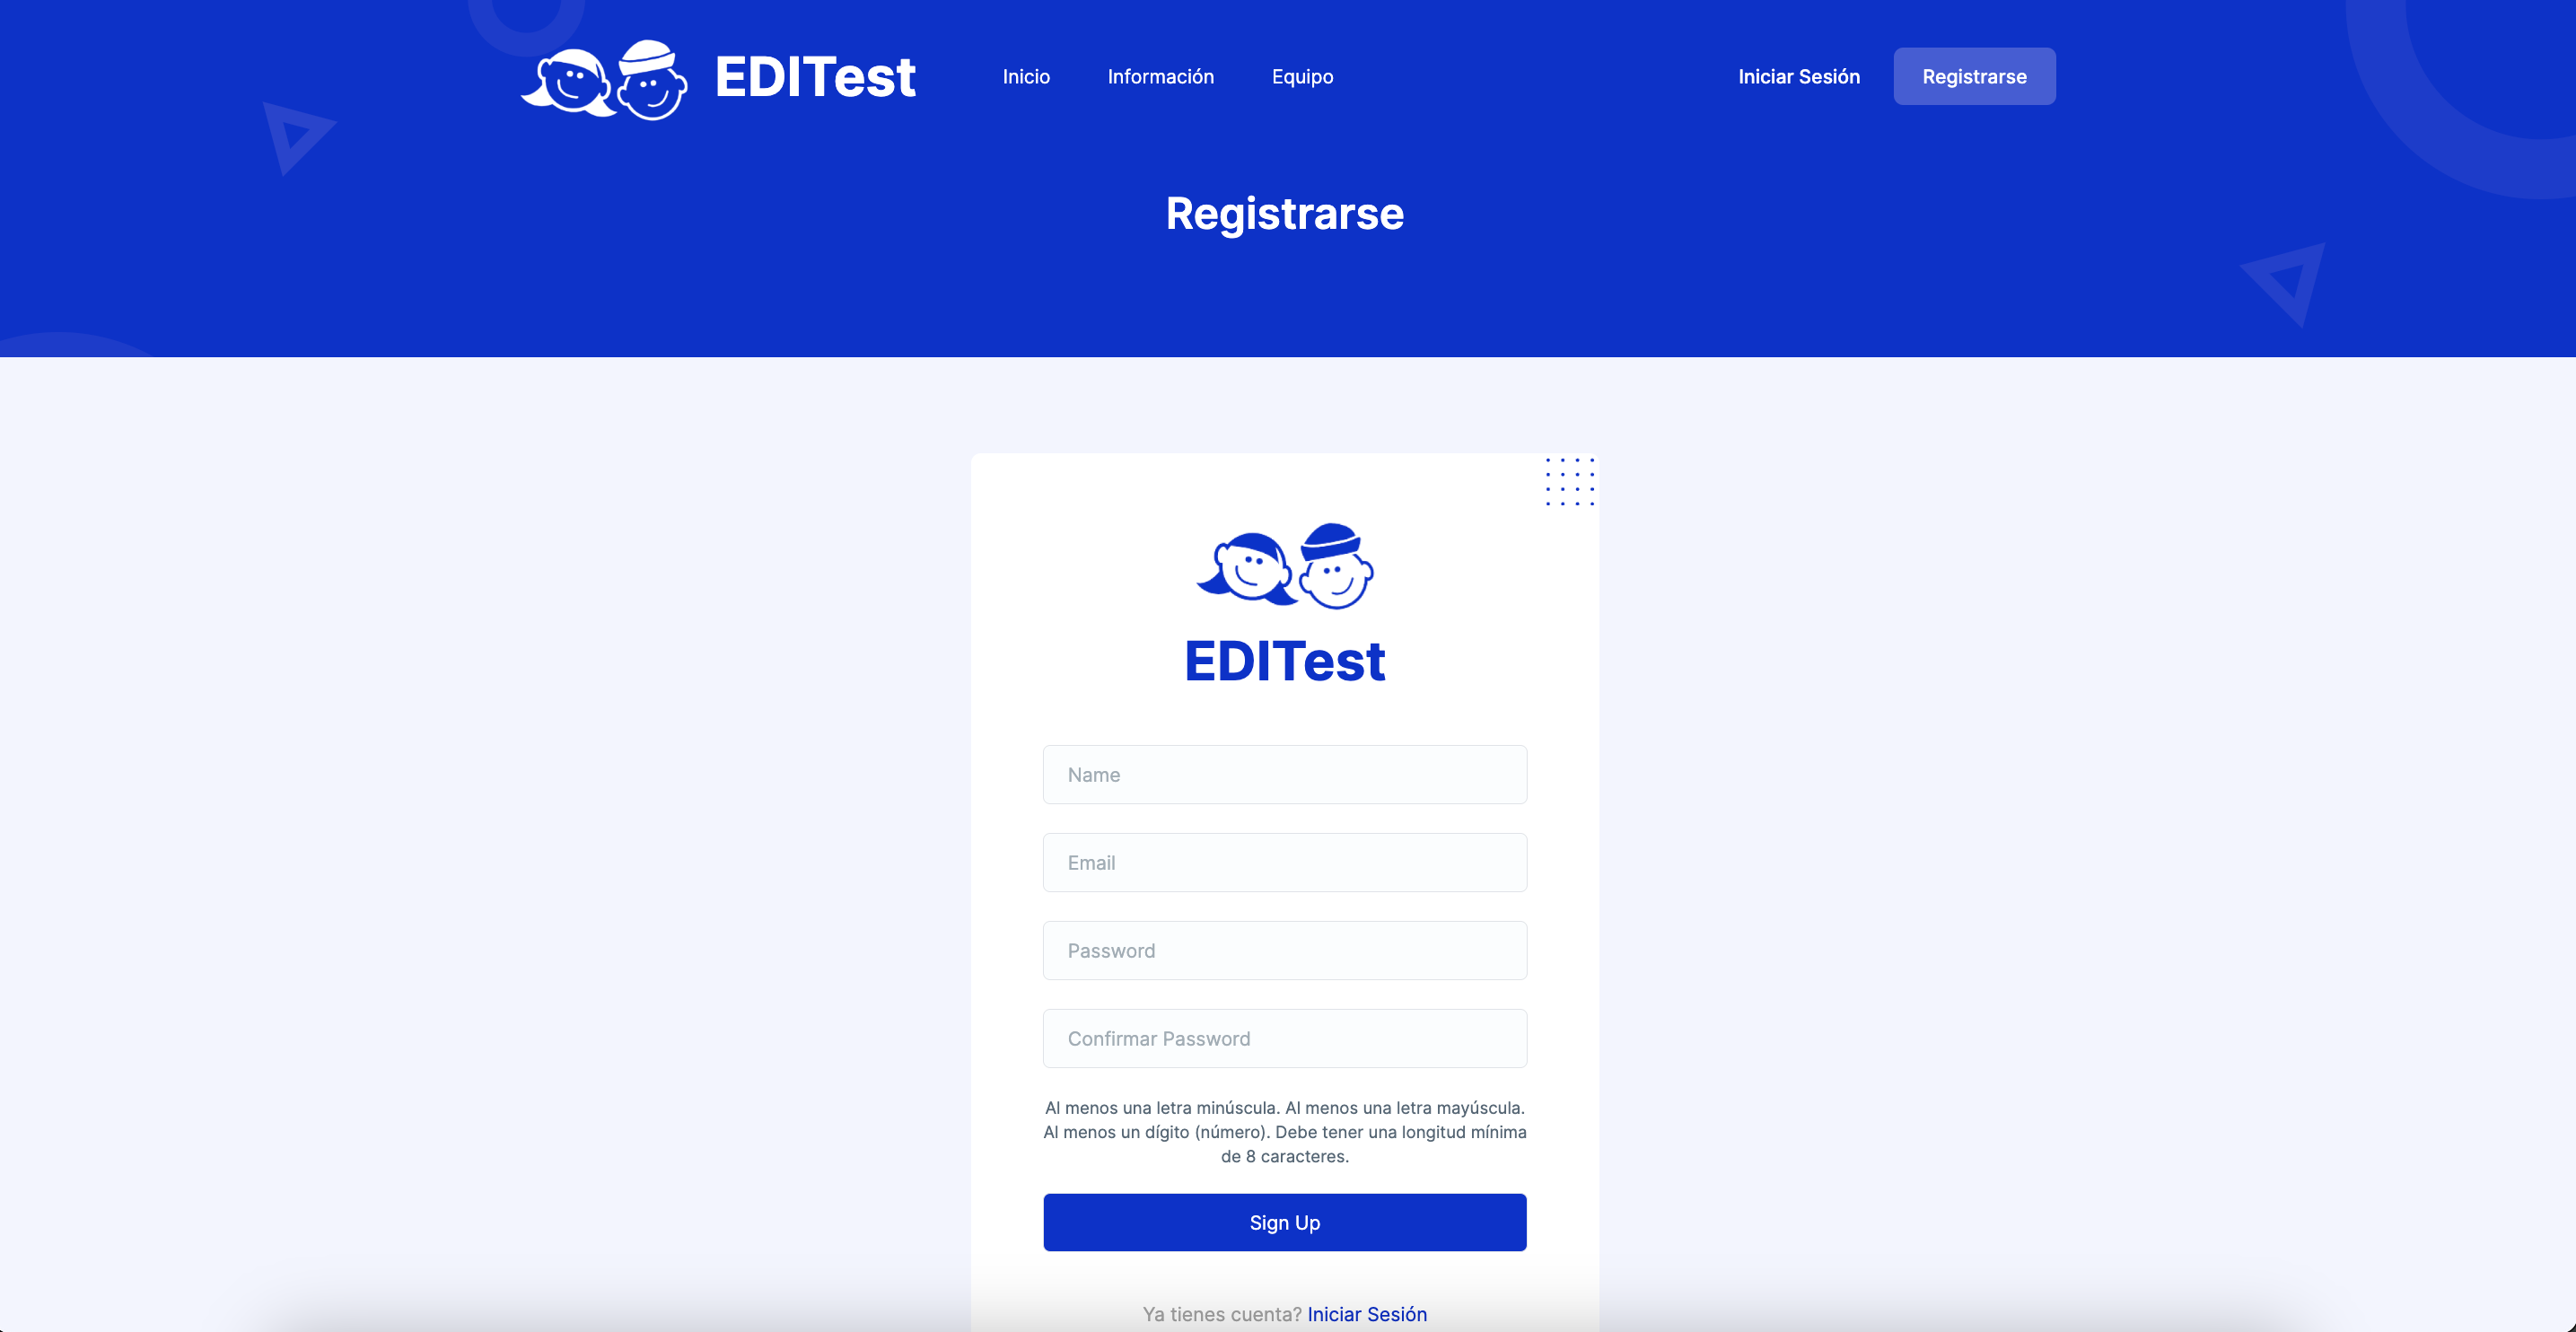 EDITest
Inicio
Información
Equipo
Iniciar Sesión
Registrarse
Registrarse
EDITest
Name
Email
Password
Confirmar Password
Al menos una letra minúscula. Al menos una letra mayúscula.
Al menos un dígito (número). Debe tener una longitud mínima
de 8 caracteres.
Sign Up
Ya tienes cuenta? Iniciar Sesión